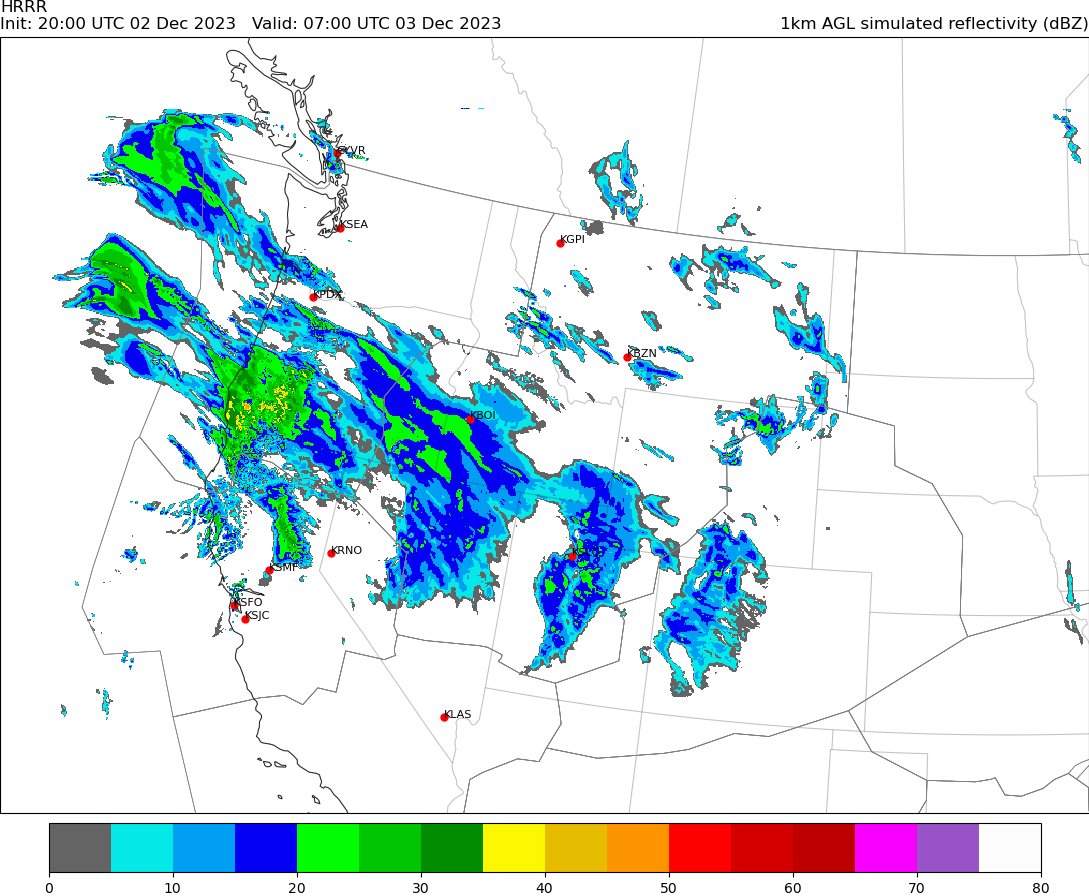 HRRR
Init: 20:00 UTC 02 Dec 2023   Valid: 07:00 UTC 03 Dec 2023   1km AGL simulated reflectivity (dBZ)
CYVR
KSEA
KGPI
KPDX
KBZN
KBOI
KRNO
KSMF
KSFO
KSJC
KLAS
0 10 20 30 40 50 60 70 80